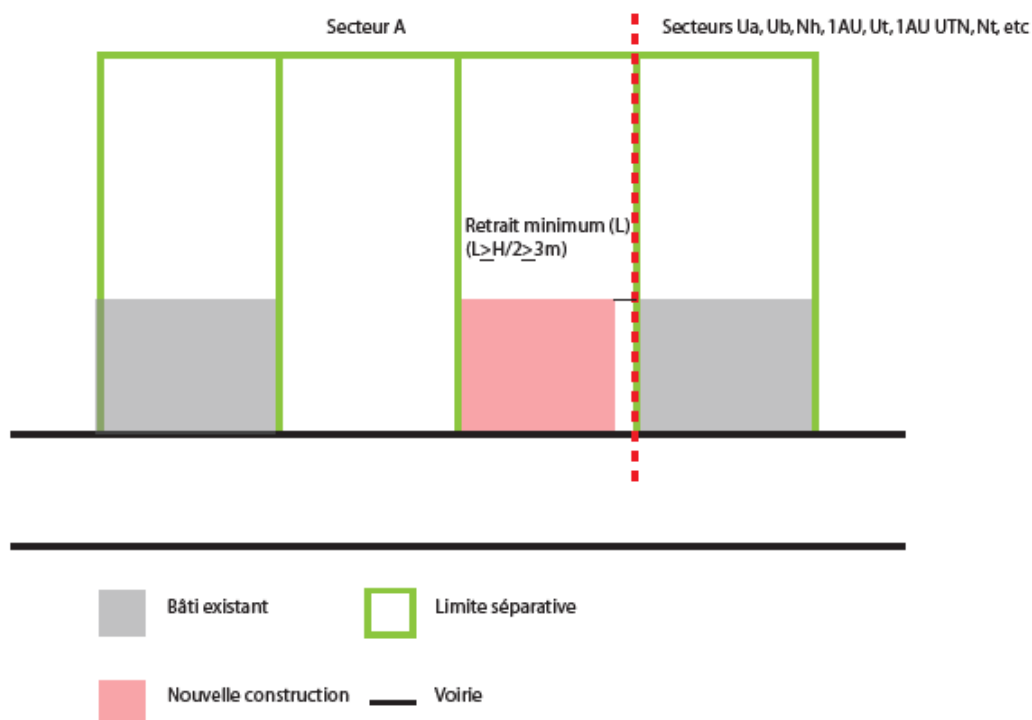 Secteur A
Secteurs Ua, Ub, Nh, 1AU, Ut, 1AU UTN, Nt, etc
Retrait minimum (L)
(L≥H/2≥3m)
Bâti existant
Limite séparative
Nouvelle construction
Voirie